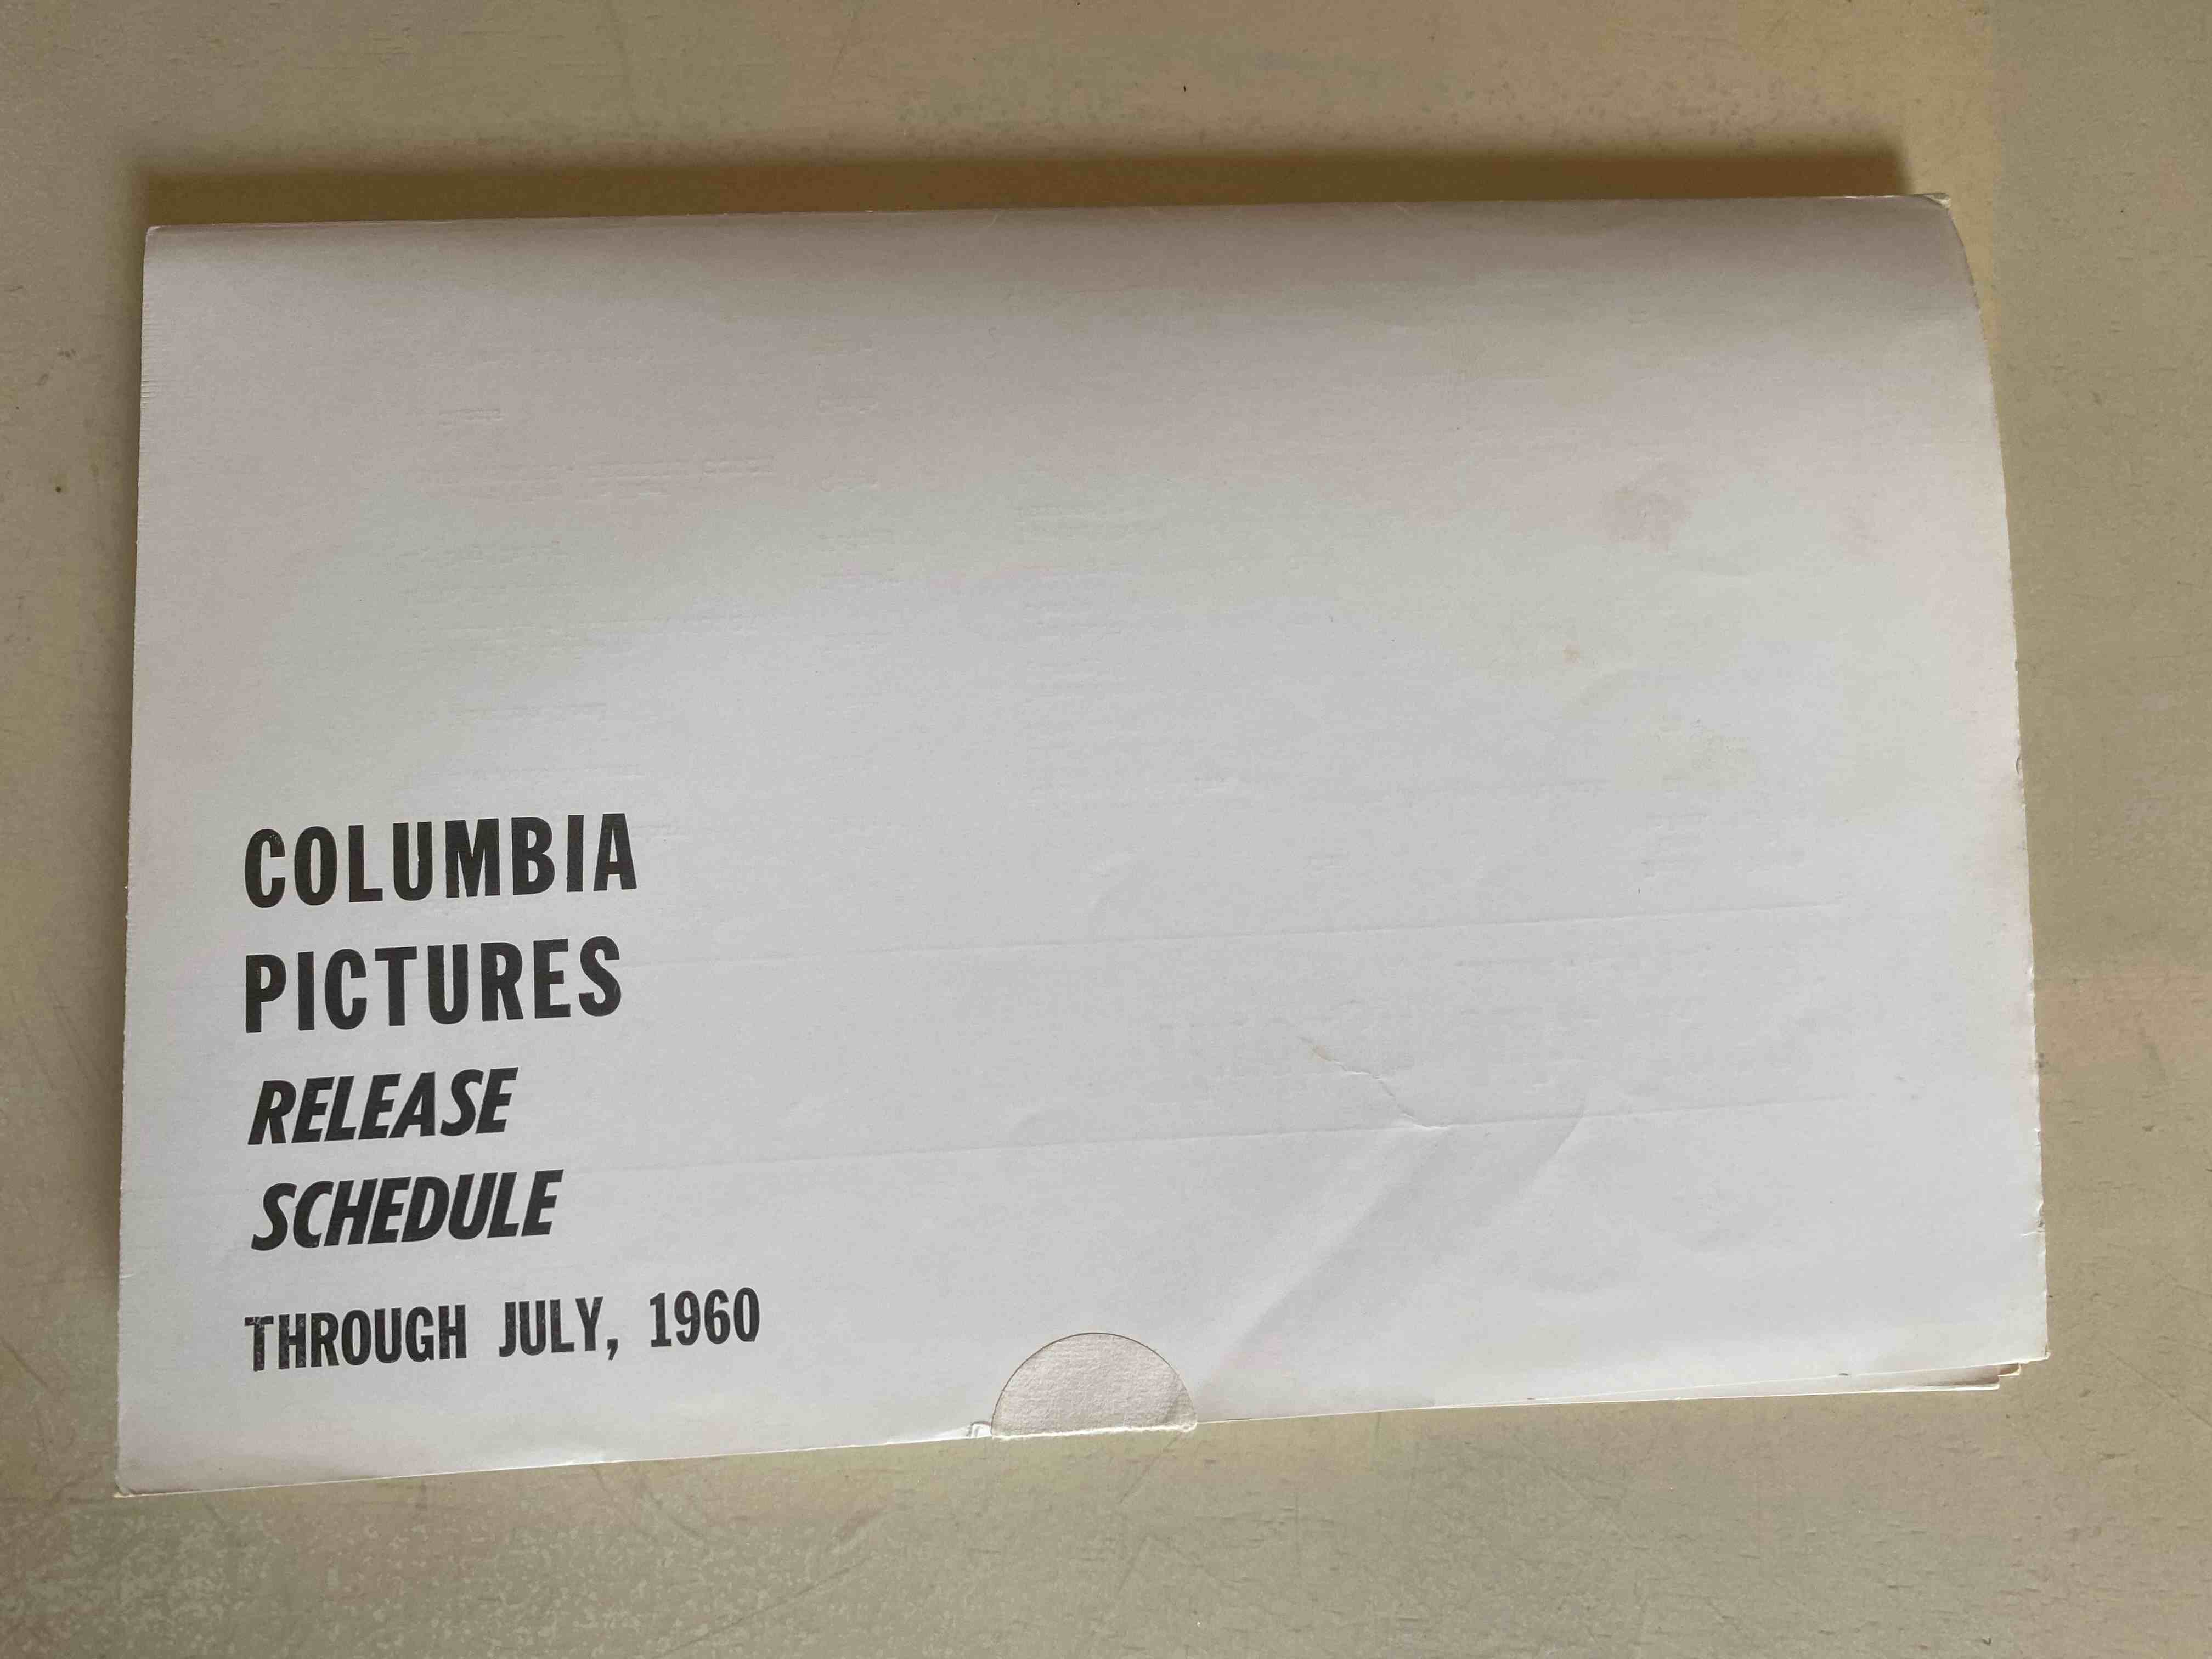 COLUMBIA
PICTURES
RELEASE
SCHEDULE
THROUGH JULY, 1960